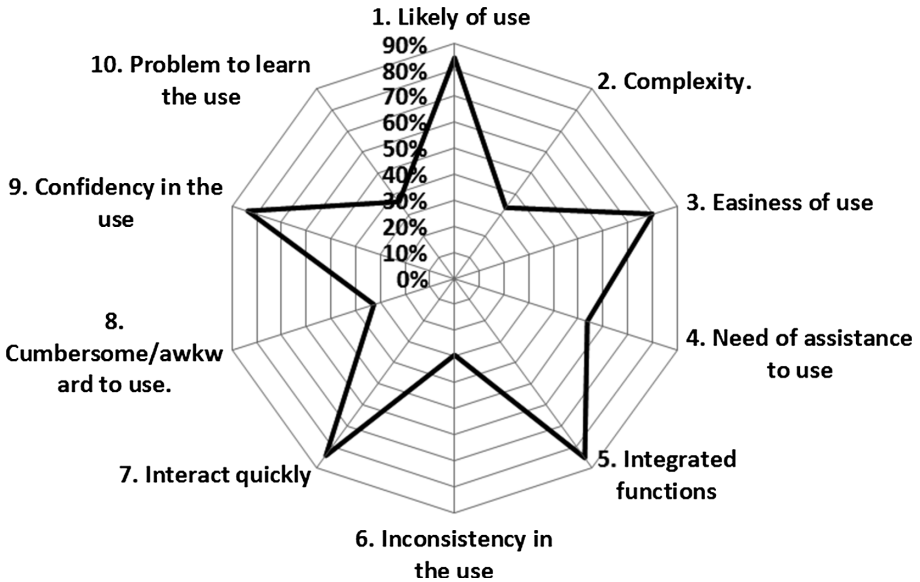 1. Likely of use
90%
80%
70%
60%
50%
40%
30%
20%
10%
0%
2. Complexity.
3. Easiness of use
4. Need of assistance
to use
5. Integrated
functions
6. Inconsistency in
the use
7. Interact quickly
8.
Cumbersome/awkw
ard to use.
9. Confidency in the
use
10. Problem to learn
the use